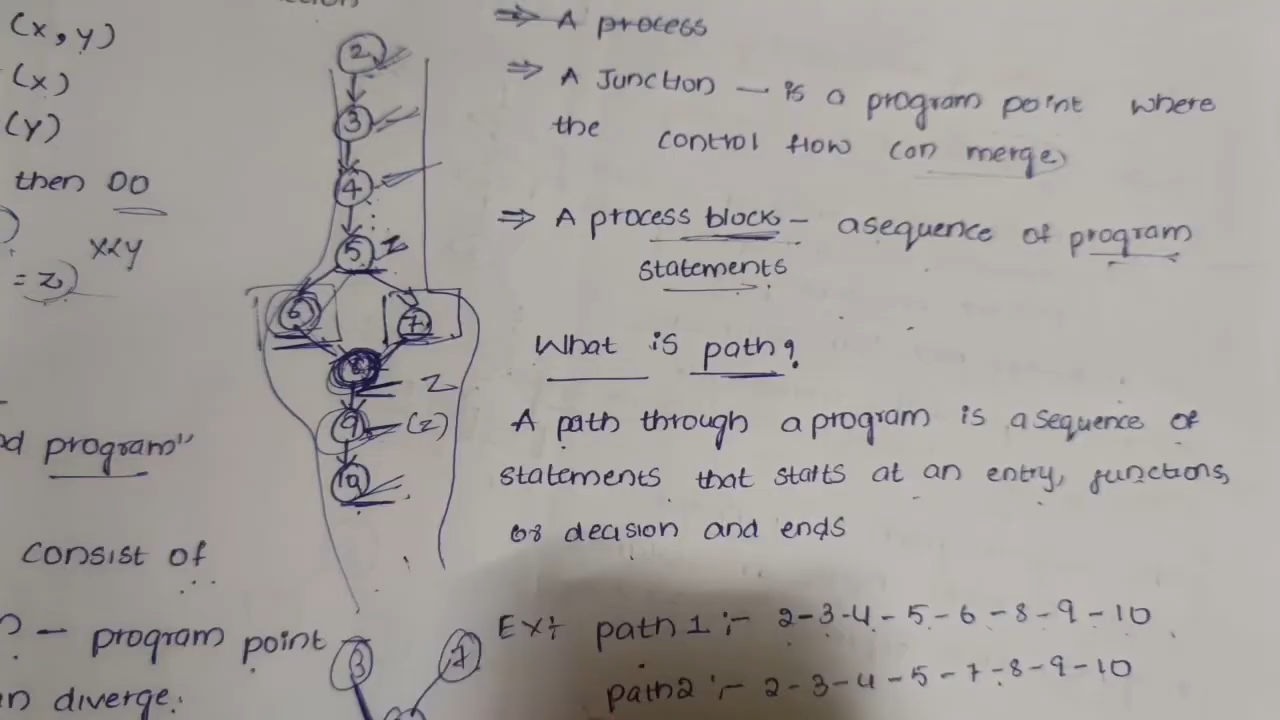 (x, y)
(x)
(y)
then DO
x<y
= z)
② 
③
④
⑤ z
⑥ ⑦
⑧ z
⑨ (z)
⑩
program"
consist of
– program point
diverge:
③ ⑦
⇒ A process
⇒ A Junction – is a program point where
the control flow can merge
⇒ A process block – a sequence of program
statements
What is path?
A path through a program is a sequence of
statements that starts at an entry, junctions,
or decision and ends
Ex:- path 1 :- 2-3-4-5-6-8-9-10
path2 :- 2-3-4-5-7-8-9-10